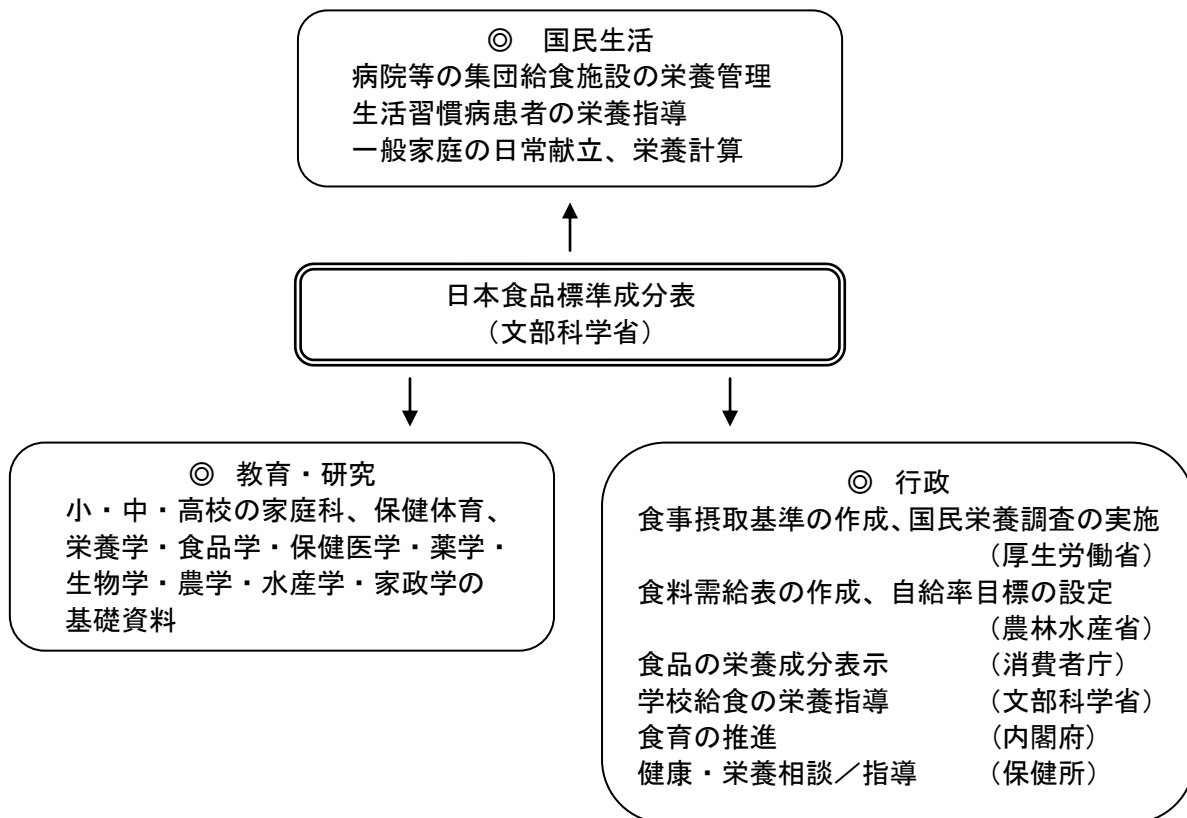 ◎ 国民生活
病院等の集団給食施設の栄養管理
生活習慣病患者の栄養指導
一般家庭の日常献立、栄養計算
日本食品標準成分表
（文部科学省）
◎ 教育・研究
小・中・高校の家庭科、保健体育、
栄養学・食品学・保健医学・薬学・
生物学・農学・水産学・家政学の
基礎資料
◎ 行政
食事摂取基準の作成、国民栄養調査の実施
（厚生労働省）
食料需給表の作成、自給率目標の設定
（農林水産省）
食品の栄養成分表示 （消費者庁）
学校給食の栄養指導 （文部科学省）
食育の推進 （内閣府）
健康・栄養相談／指導 （保健所）